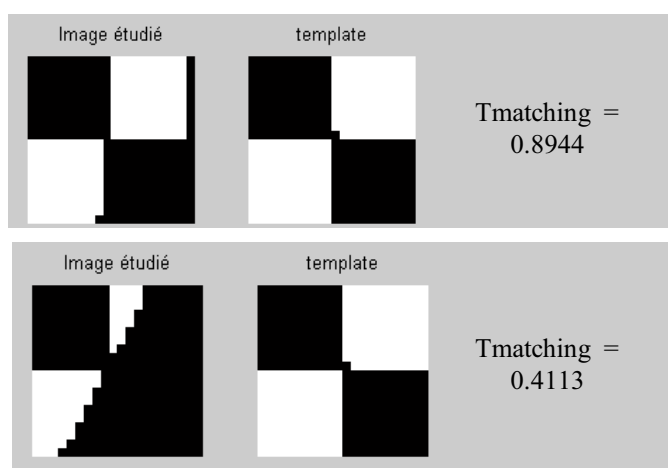 Image étudié
template
Tmatching =
0.8944
Image étudié
template
Tmatching =
0.4113